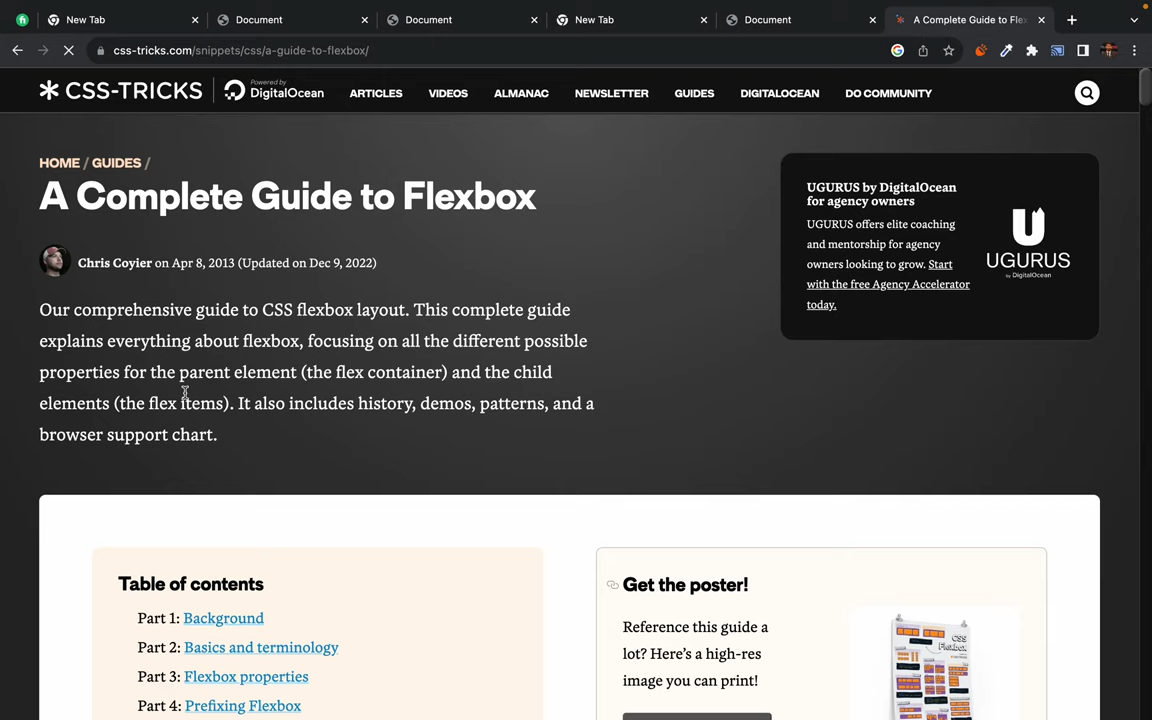 New Tab
Document
Document
New Tab
Document
A Complete Guide to Fle
css-tricks.com/snippets/css/a-guide-to-flexbox/
CSS-TRICKS
Powered by
DigitalOcean
ARTICLES
VIDEOS
ALMANAC
NEWSLETTER
GUIDES
DIGITALOCEAN
DO COMMUNITY
HOME / GUIDES /
A Complete Guide to Flexbox
Chris Coyier on Apr 8, 2013 (Updated on Dec 9, 2022)
Our comprehensive guide to CSS flexbox layout. This complete guide
explains everything about flexbox, focusing on all the different possible
properties for the parent element (the flex container) and the child
elements (the flex items). It also includes history, demos, patterns, and a
browser support chart.
UGURUS by DigitalOcean
for agency owners
UGURUS offers elite coaching
and mentorship for agency
owners looking to grow. Start
with the free Agency Accelerator
today.
UGURUS
by DigitalOcean
Table of contents
Part 1: Background
Part 2: Basics and terminology
Part 3: Flexbox properties
Part 4: Prefixing Flexbox
Get the poster!
Reference this guide a
lot? Here's a high-res
image you can print!
CSS
Flexbox